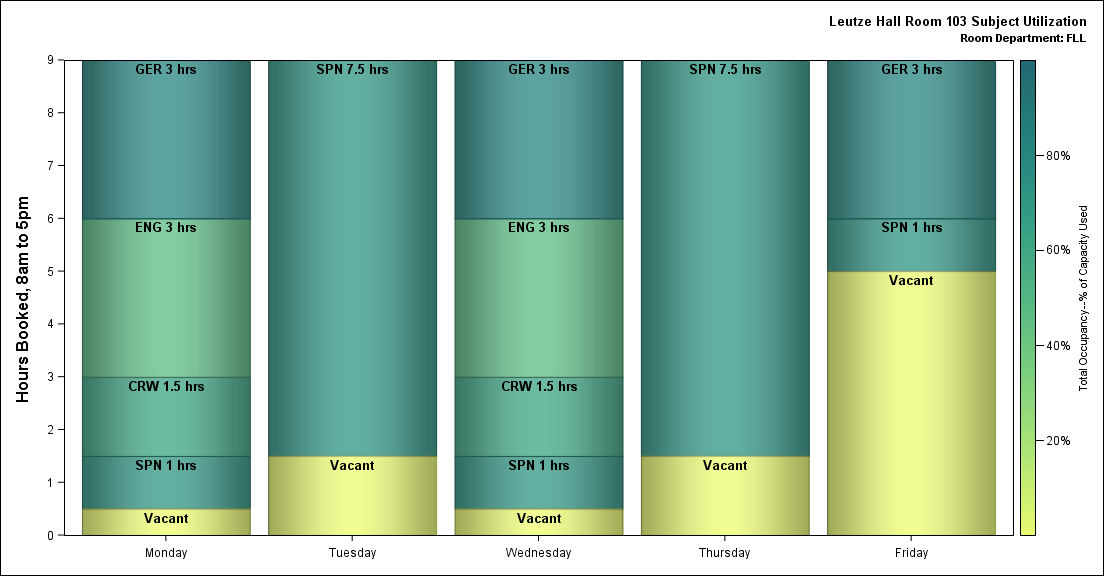 Leutze Hall Room 103 Subject Utilization
Room Department: FLL
Hours Booked, 8am to 5pm
9
8
7
6
5
4
3
2
1
0
GER 3 hrs
ENG 3 hrs
CRW 1.5 hrs
SPN 1 hrs
Vacant
Monday
SPN 7.5 hrs
Vacant
Tuesday
GER 3 hrs
ENG 3 hrs
CRW 1.5 hrs
SPN 1 hrs
Vacant
Wednesday
SPN 7.5 hrs
Vacant
Thursday
GER 3 hrs
SPN 1 hrs
Vacant
Friday
80%
60%
40%
20%
Total Occupancy--% of Capacity Used